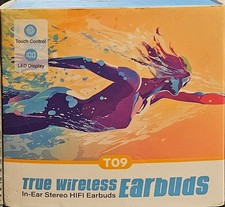 Touch Control
LED Display
T09
True Wireless Earbuds
In-Ear Stereo HIFI Earbuds